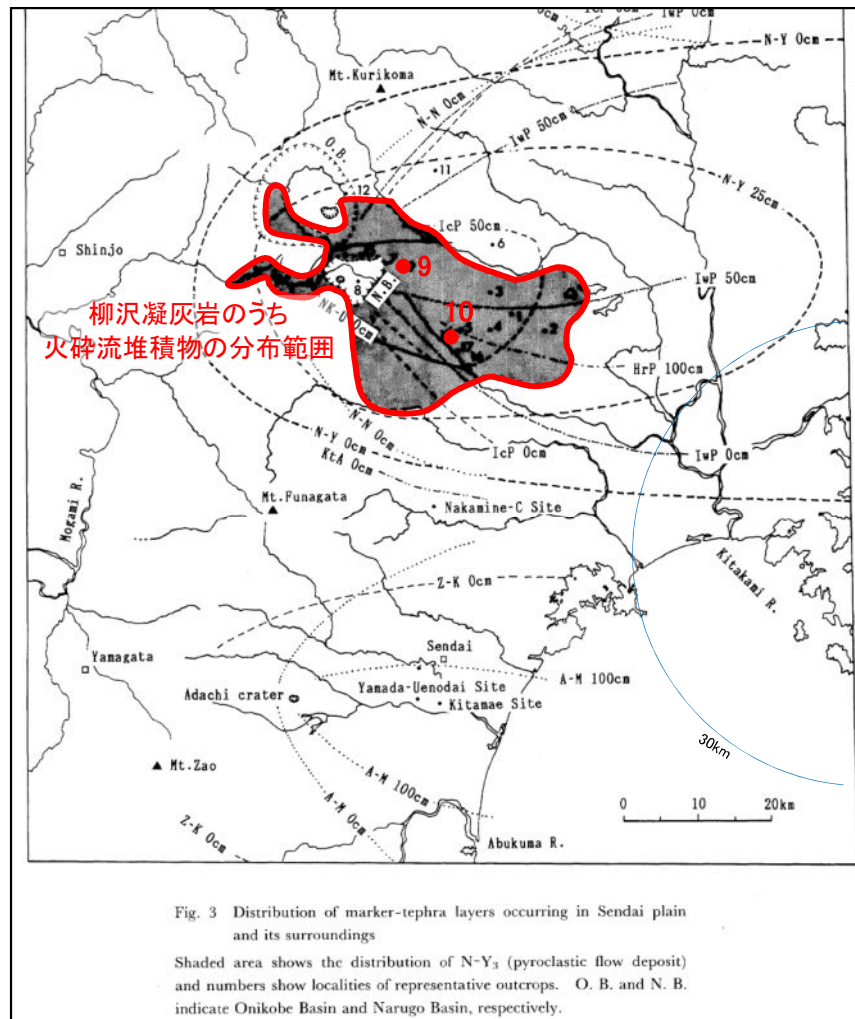 IwP 0cm
N-Y 0cm
Mt.Kurikoma
N-N 0cm
IwP 50cm
O.B.
11
N-Y 25cm
12
IcP 50cm
6
Shinjo
9
IwP 50cm
8
N.B.
3
10
1
柳沢凝灰岩のうち
火砕流堆積物の分布範囲
5
4
2
HrP 100cm
N-N 0cm
N-Y 0cm
IcP 0cm
IwP 0cm
KtA 0cm
Mt.Funagata
Nakamine-C Site
Mogami R.
Kitakami R.
Z-K 0cm
Sendai
Yamagata
A-M 100cm
Adachi crater
Yamada-Uenodai Site
Kitamae Site
30km
Mt.Zao
A-M 100cm
A-M 0cm
0 10 20km
Z-K 0cm
Abukuma R.
Fig. 3 Distribution of marker-tephra layers occurring in Sendai plain
and its surroundings
Shaded area shows the distribution of N-Y₃ (pyroclastic flow deposit)
and numbers show localities of representative outcrops. O. B. and N. B.
indicate Onikobe Basin and Narugo Basin, respectively.